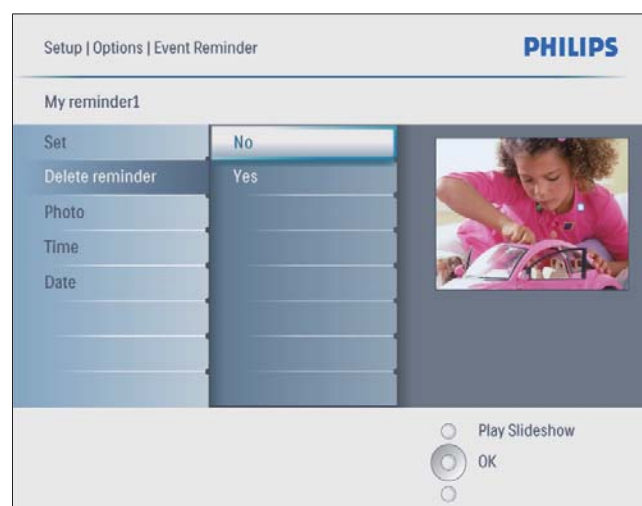 Setup | Options | Event Reminder
PHILIPS
My reminder1
Set
No
Delete reminder
Yes
Photo
Time
Date
Play Slideshow
OK